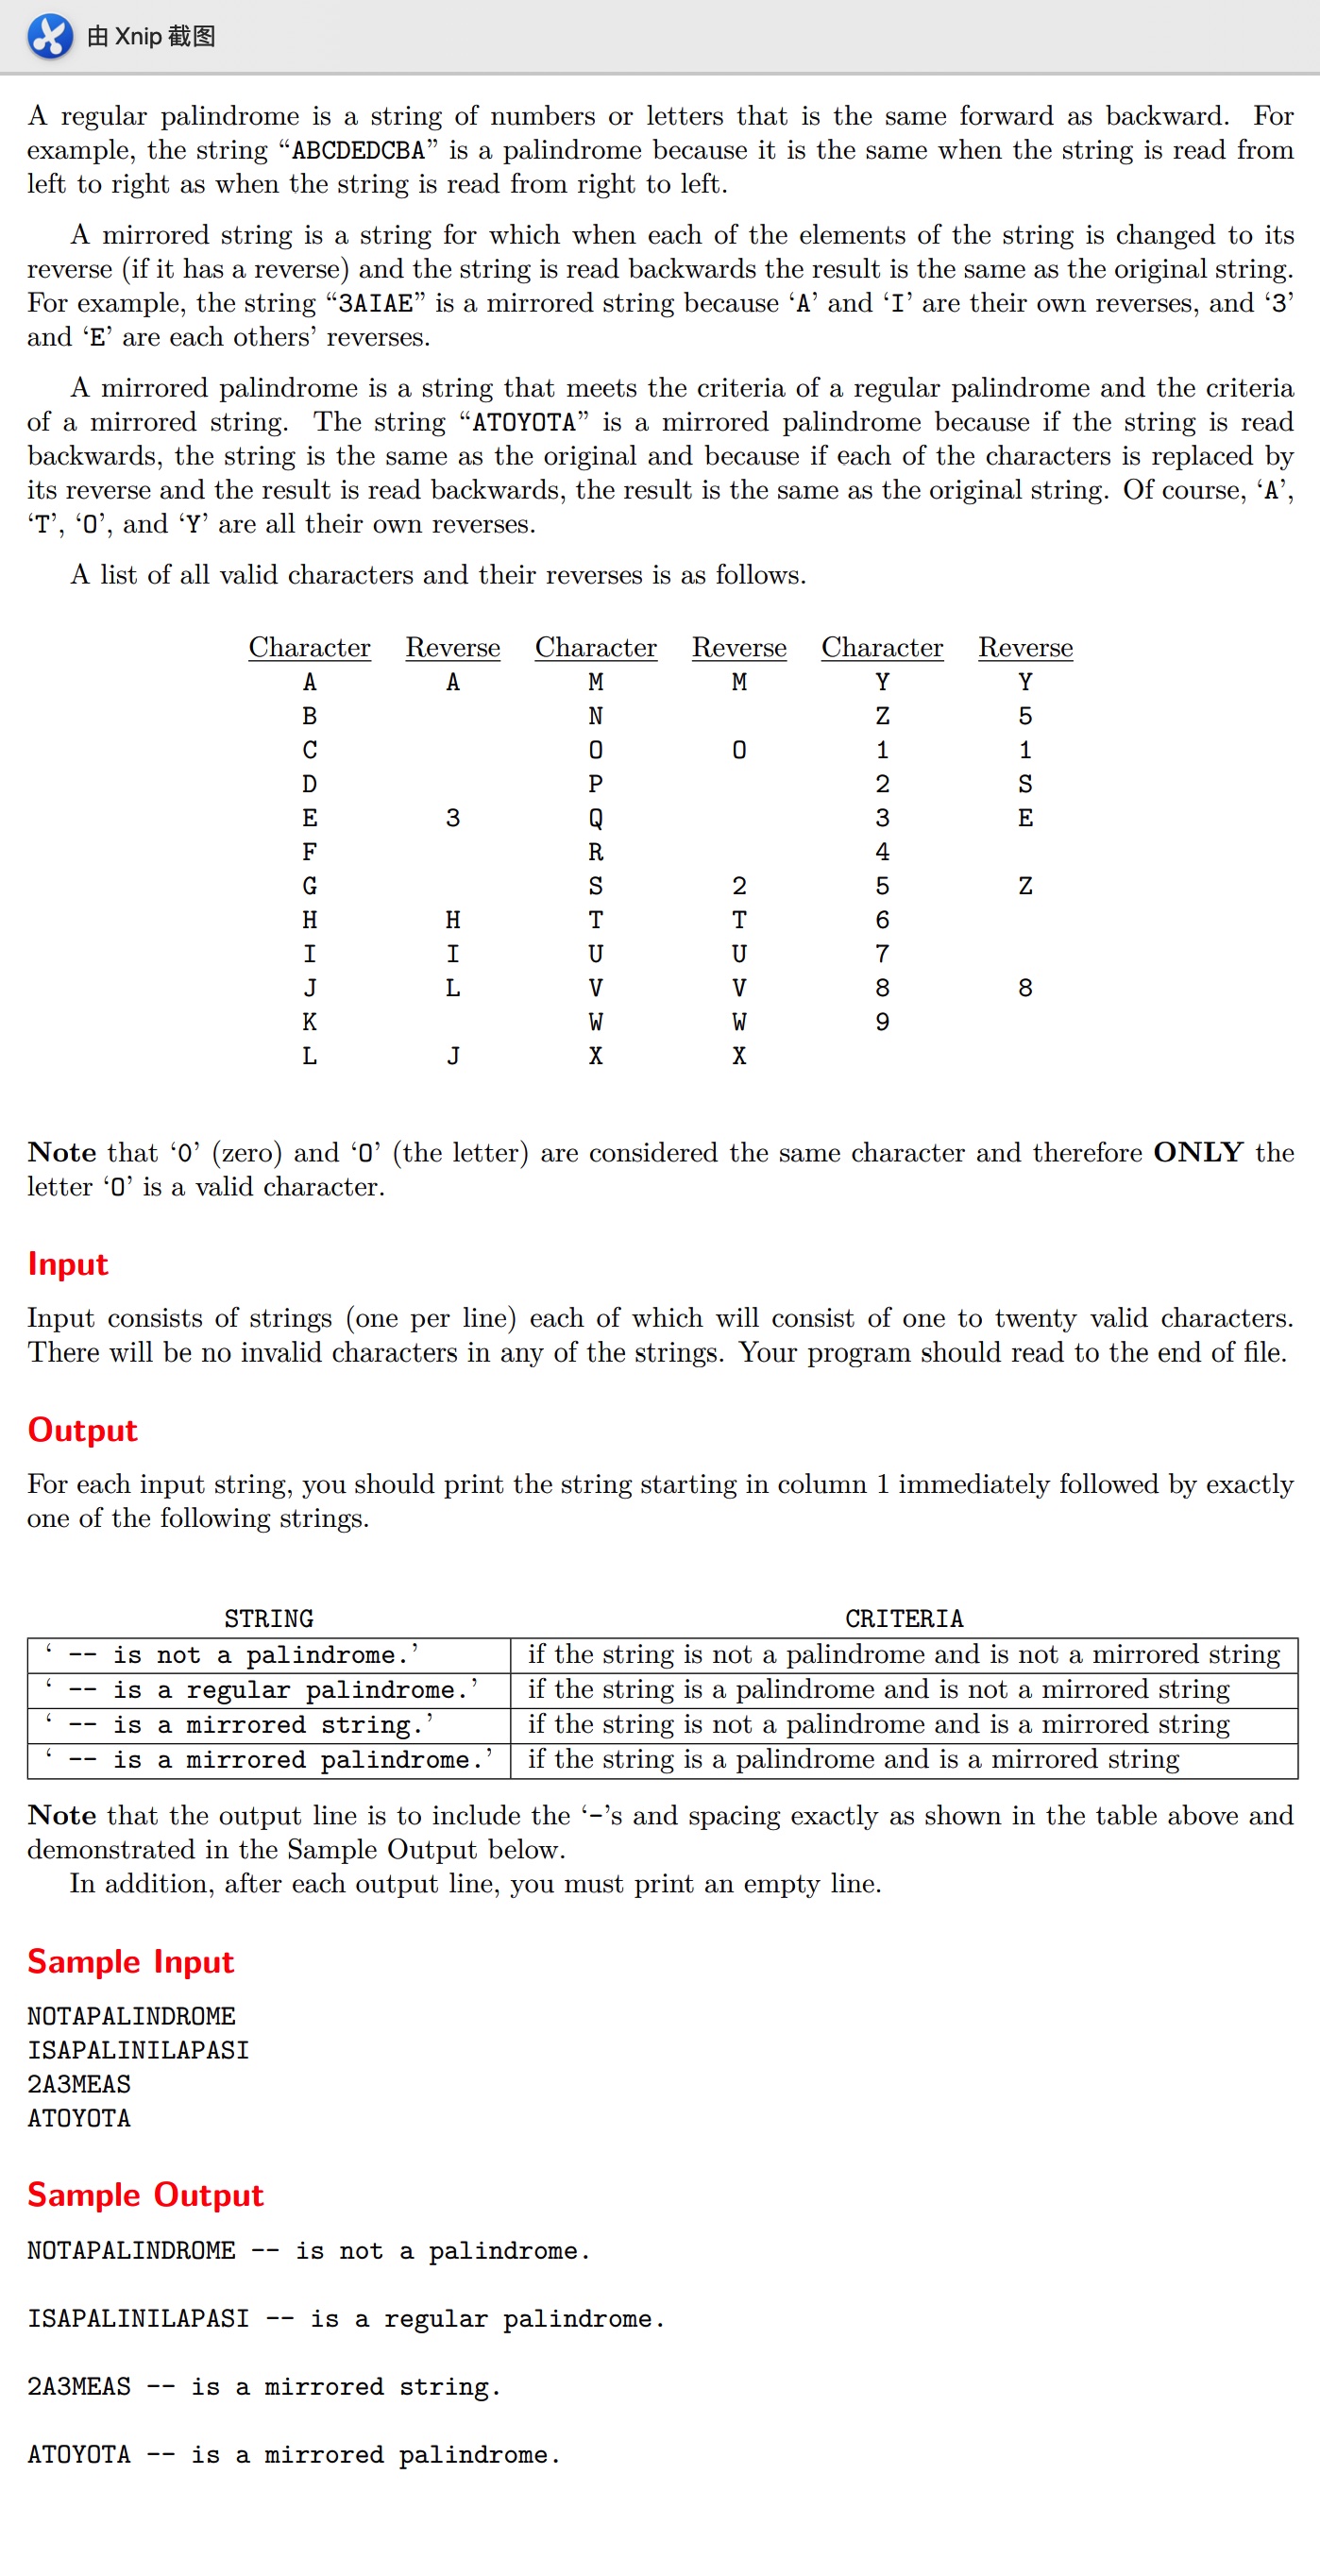 由 Xnip 截图
A regular palindrome is a string of numbers or letters that is the same forward as backward. For
example, the string “ABCDEDCBA” is a palindrome because it is the same when the string is read from
left to right as when the string is read from right to left.
A mirrored string is a string for which when each of the elements of the string is changed to its
reverse (if it has a reverse) and the string is read backwards the result is the same as the original string.
For example, the string “3AIAE” is a mirrored string because ‘A’ and ‘I’ are their own reverses, and ‘3’
and ‘E’ are each others’ reverses.
A mirrored palindrome is a string that meets the criteria of a regular palindrome and the criteria
of a mirrored string. The string “ATOYOTA” is a mirrored palindrome because if the string is read
backwards, the string is the same as the original and because if each of the characters is replaced by
its reverse and the result is read backwards, the result is the same as the original string. Of course, ‘A’,
‘T’, ‘O’, and ‘Y’ are all their own reverses.
A list of all valid characters and their reverses is as follows.
Character Reverse Character Reverse Character Reverse
A A M M Y Y
B N Z 5
C O O 1 1
D P 2 S
E 3 Q 3 E
F R 4
G S 2 5 Z
H H T T 6
I I U U 7
J L V V 8 8
K W W 9
L J X X
Note that ‘0’ (zero) and ‘O’ (the letter) are considered the same character and therefore ONLY the
letter ‘O’ is a valid character.
Input
Input consists of strings (one per line) each of which will consist of one to twenty valid characters.
There will be no invalid characters in any of the strings. Your program should read to the end of file.
Output
For each input string, you should print the string starting in column 1 immediately followed by exactly
one of the following strings.
STRING CRITERIA
‘ -- is not a palindrome.’ if the string is not a palindrome and is not a mirrored string
‘ -- is a regular palindrome.’ if the string is a palindrome and is not a mirrored string
‘ -- is a mirrored string.’ if the string is not a palindrome and is a mirrored string
‘ -- is a mirrored palindrome.’ if the string is a palindrome and is a mirrored string
Note that the output line is to include the ‘-’s and spacing exactly as shown in the table above and
demonstrated in the Sample Output below.
In addition, after each output line, you must print an empty line.
Sample Input
NOTAPALINDROME
ISAPALINILAPASI
2A3MEAS
ATOYOTA
Sample Output
NOTAPALINDROME -- is not a palindrome.
ISAPALINILAPASI -- is a regular palindrome.
2A3MEAS -- is a mirrored string.
ATOYOTA -- is a mirrored palindrome.